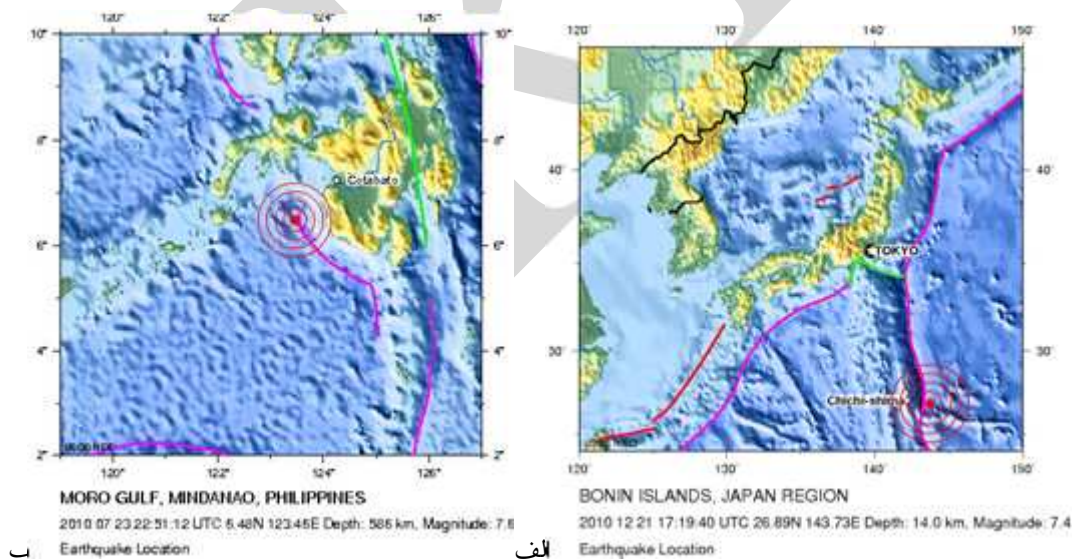 120° 122° 124° 126°
10° 10°
8° 8°
Cotabato
6° 6°
4° 4°
2° 2°
120° 122° 124° 126°
MORO GULF, MINDANAO, PHILIPPINES
2010 07 23 22:51:12 UTC 6.48N 123.46E Depth: 586 km, Magnitude: 7.6
Earthquake Location
ب
130° 140° 150°
40° 40°
TOKYO
30° 30°
Chichi-shima
120 130 140 150
BONIN ISLANDS, JAPAN REGION
2010 12 21 17:19:40 UTC 26.89N 143.73E Depth: 14.0 km, Magnitude: 7.4
Earthquake Location
الف